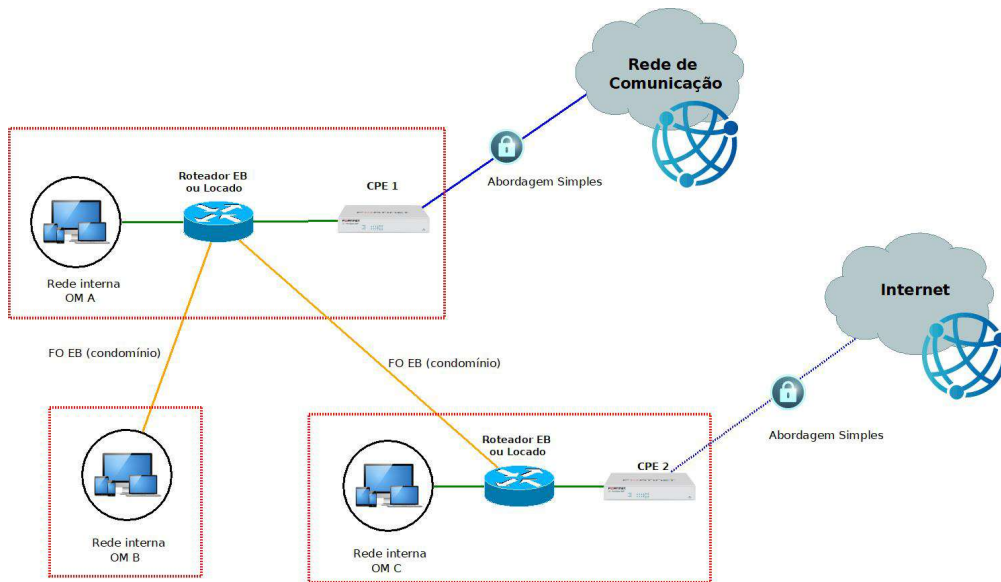 Rede de
Comunicação
Roteador EB
ou Locado
CPE 1
Abordagem Simples
Rede interna
OM A
Internet
FO EB (condomínio)
FO EB (condomínio)
Abordagem Simples
Roteador EB
ou Locado
CPE 2
Rede interna
OM B
Rede interna
OM C